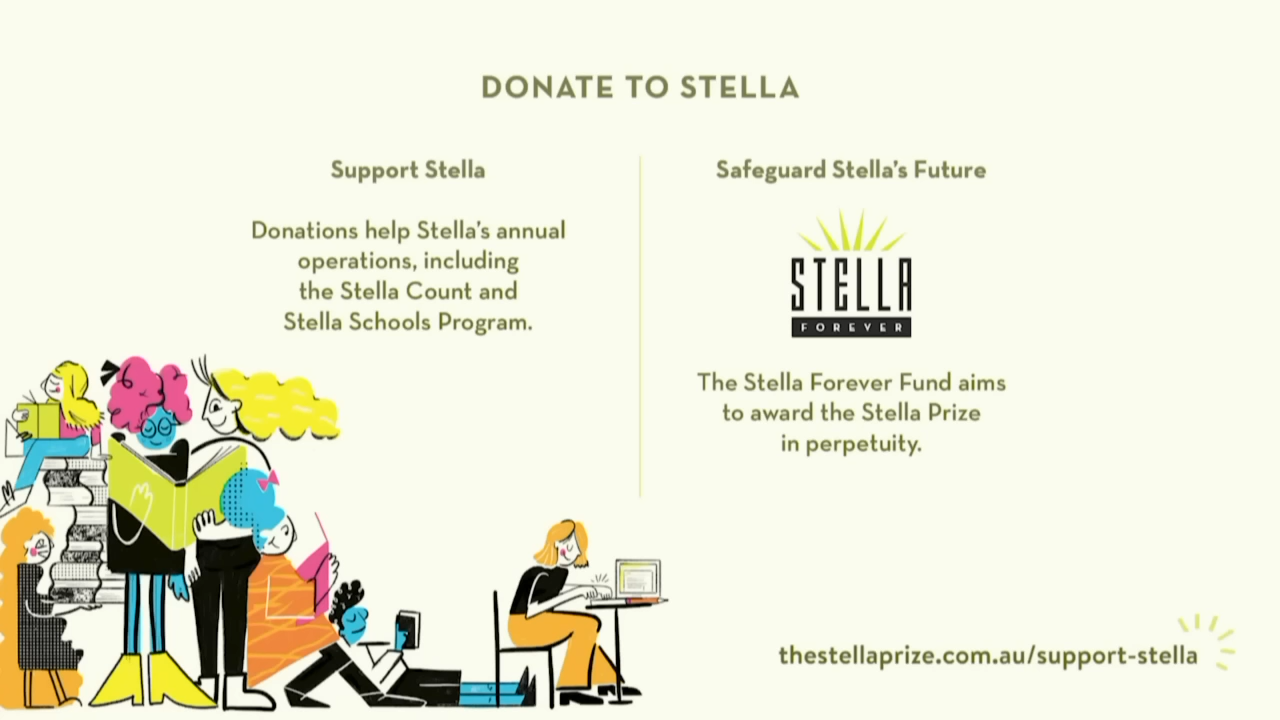 DONATE TO STELLA
Support Stella
Donations help Stella's annual
operations, including
the Stella Count and
Stella Schools Program.
Safeguard Stella's Future
STELLA
FOREVER
The Stella Forever Fund aims
to award the Stella Prize
in perpetuity.
thestellaprize.com.au/support-stella